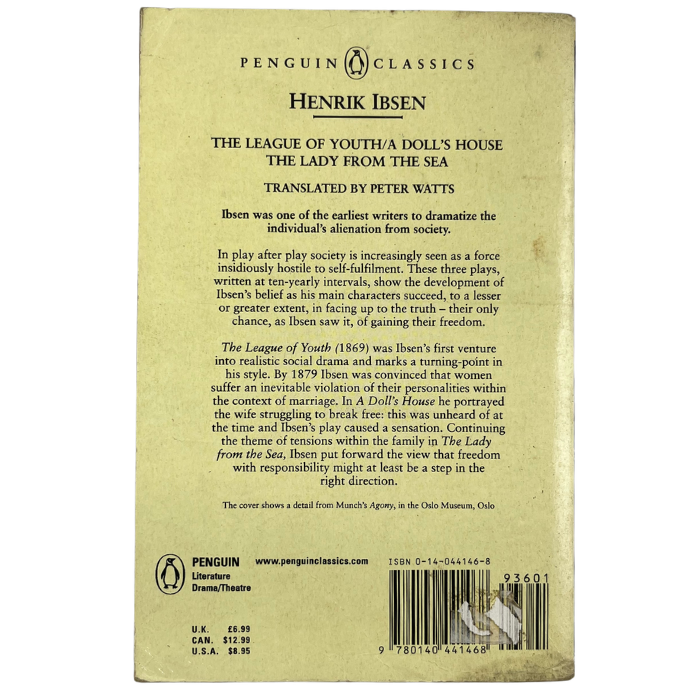 PENGUIN CLASSICS
HENRIK IBSEN
THE LEAGUE OF YOUTH/A DOLL'S HOUSE
THE LADY FROM THE SEA
TRANSLATED BY PETER WATTS
Ibsen was one of the earliest writers to dramatize the
individual's alienation from society.
In play after play society is increasingly seen as a force
insidiously hostile to self-fulfilment. These three plays,
written at ten-yearly intervals, show the development of
Ibsen's belief as his main characters succeed, to a lesser
or greater extent, in facing up to the truth – their only
chance, as Ibsen saw it, of gaining their freedom.
The League of Youth (1869) was Ibsen's first venture
into realistic social drama and marks a turning-point in
his style. By 1879 Ibsen was convinced that women
suffer an inevitable violation of their personalities within
the context of marriage. In A Doll's House he portrayed
the wife struggling to break free: this was unheard of at
the time and Ibsen's play caused a sensation. Continuing
the theme of tensions within the family in The Lady
from the Sea, Ibsen put forward the view that freedom
with responsibility might at least be a step in the
right direction.
The cover shows a detail from Munch's Agony, in the Oslo Museum, Oslo
PENGUIN
Literature
Drama/Theatre
www.penguinclassics.com
U.K. £6.99
CAN. $12.99
U.S.A. $8.95
ISBN 0-14-044146-8
93601
9 780140 441468